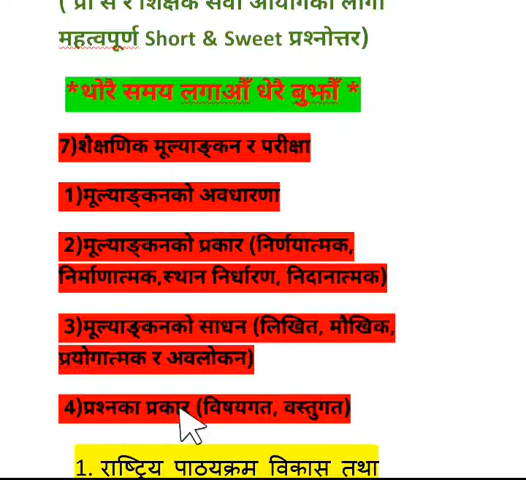 ( प्रा स र शिक्षक सेवा आयोगका लागी
महत्वपूर्ण Short & Sweet प्रश्नोत्तर)
*थोरै समय लगाऔँ धेरै बुझौँ *
7)शैक्षणिक मूल्याङ्कन र परीक्षा
1)मूल्याङ्कनको अवधारणा
2)मूल्याङ्कनको प्रकार (निर्णयात्मक,
निर्माणात्मक,स्थान निर्धारण, निदानात्मक)
3)मूल्याङ्कनको साधन (लिखित, मौखिक,
प्रयोगात्मक र अवलोकन)
4)प्रश्नका प्रकार (विषयगत, वस्तुगत)
1. राष्ट्रिय पाठयक्रम विकास तथा